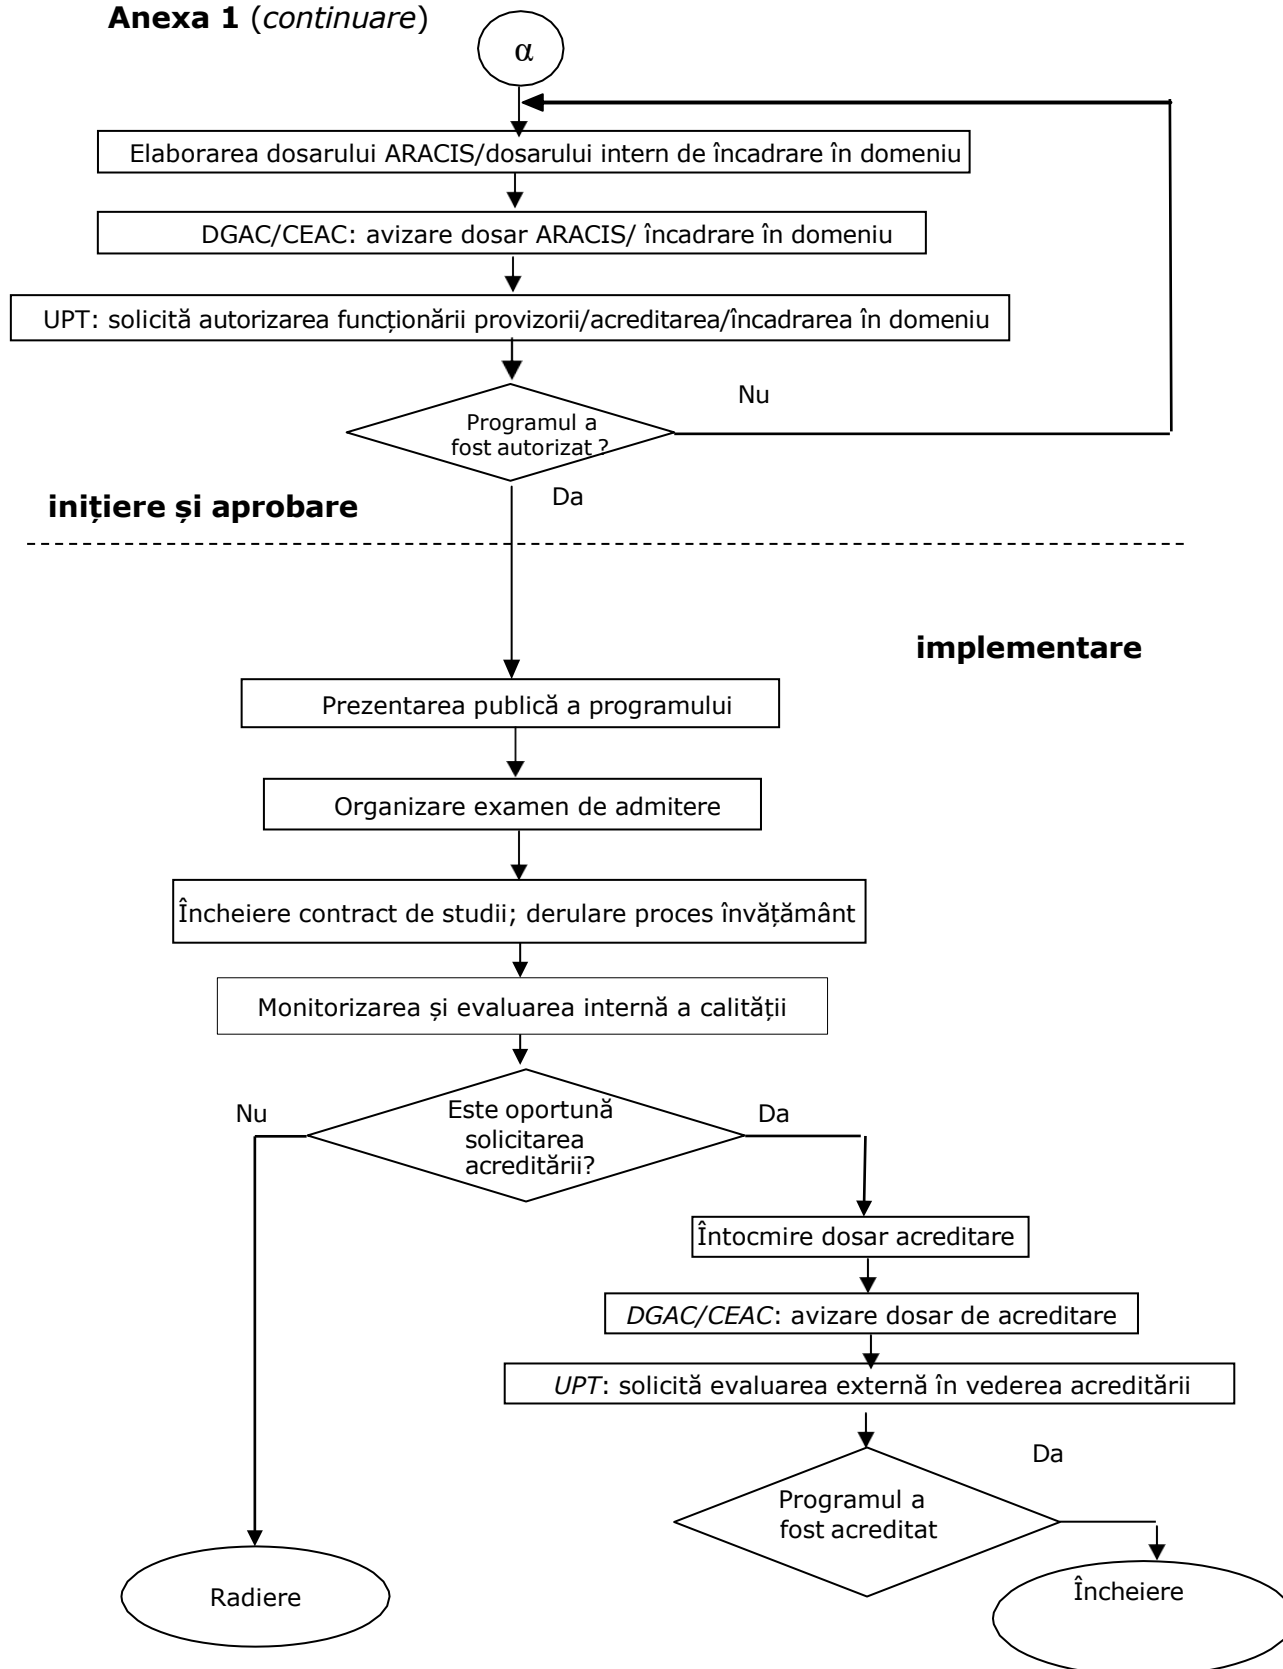 Anexa 1 (continuare)
α
Elaborarea dosarului ARACIS/dosarului intern de încadrare în domeniu
DGAC/CEAC: avizare dosar ARACIS/ încadrare în domeniu
UPT: solicită autorizarea funcționării provizorii/acreditarea/încadrarea în domeniu
Nu
Programul a
fost autorizat ?
Da
inițiere și aprobare
implementare
Prezentarea publică a programului
Organizare examen de admitere
Încheiere contract de studii; derulare proces învățământ
Monitorizarea și evaluarea internă a calității
Nu
Este oportună
solicitarea
acreditării?
Da
Întocmire dosar acreditare
DGAC/CEAC: avizare dosar de acreditare
UPT: solicită evaluarea externă în vederea acreditării
Da
Programul a
fost acreditat
Radiere
Încheiere